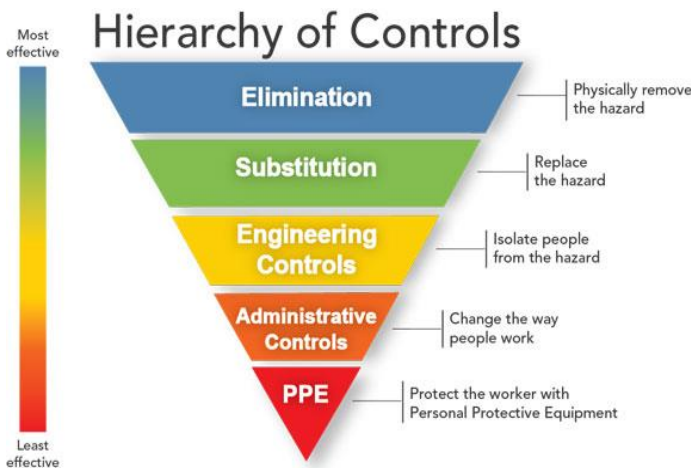 Hierarchy of Controls
Most
effective
Elimination
Physically remove
the hazard
Substitution
Replace
the hazard
Engineering
Controls
Isolate people
from the hazard
Administrative
Controls
Change the way
people work
PPE
Protect the worker with
Personal Protective Equipment
Least
effective